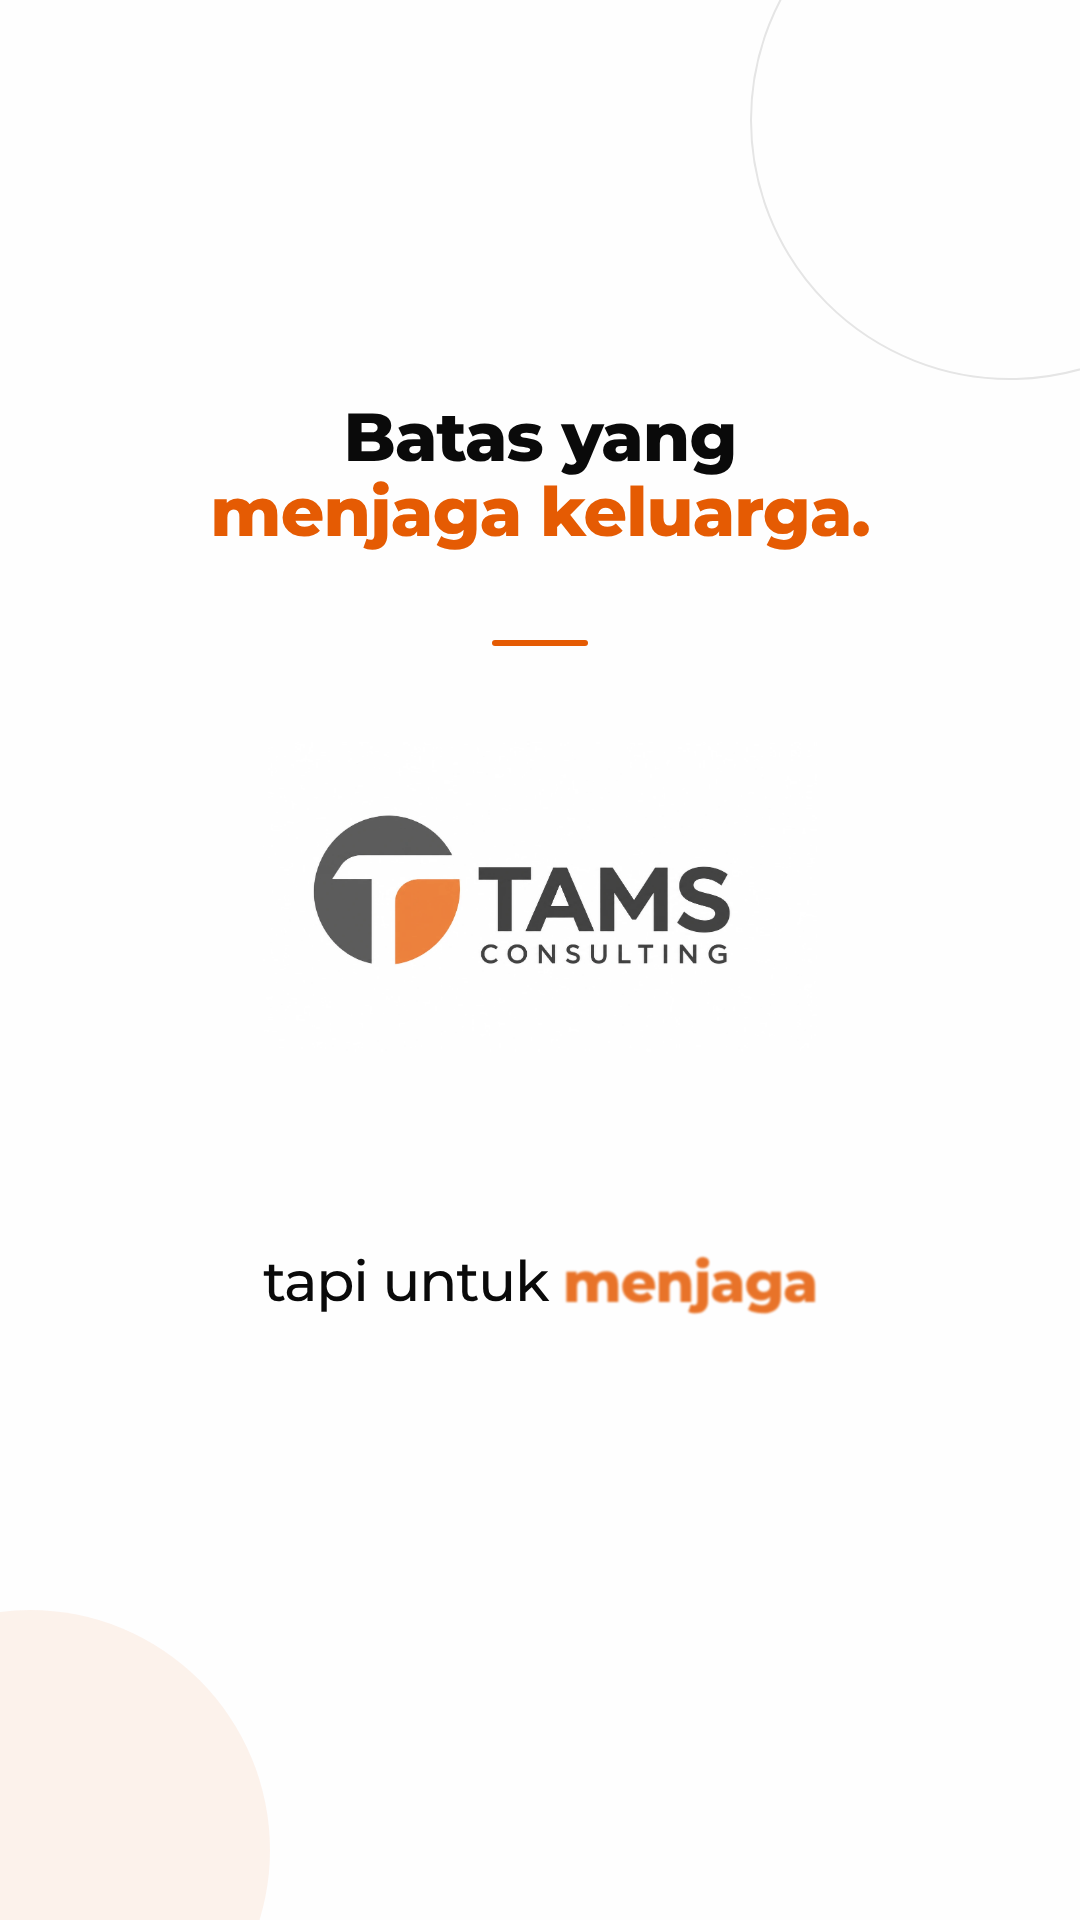 Batas yang
menjaga keluarga.
TAMS
CONSULTING
tapi untuk menjaga